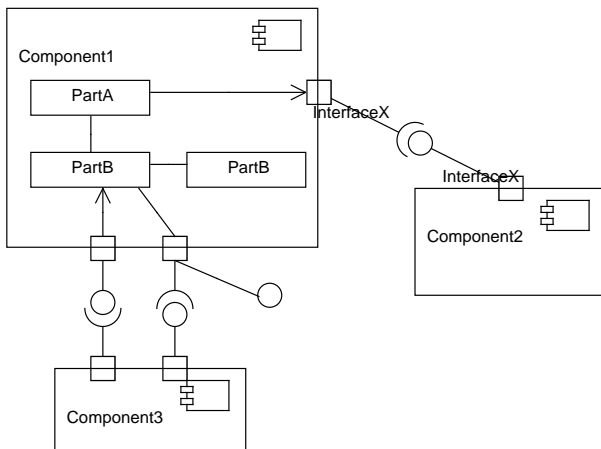 Component1
PartA
InterfaceX
PartB
PartB
InterfaceX
Component2
Component3